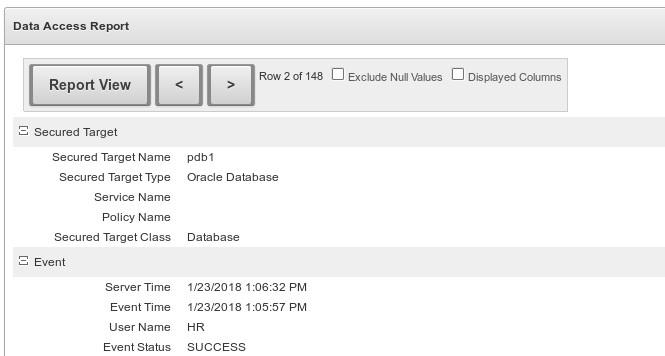 Data Access Report
Report View < > Row 2 of 148 Exclude Null Values Displayed Columns
Secured Target
Secured Target Name pdb1
Secured Target Type Oracle Database
Service Name
Policy Name
Secured Target Class Database
Event
Server Time 1/23/2018 1:06:32 PM
Event Time 1/23/2018 1:05:57 PM
User Name HR
Event Status SUCCESS